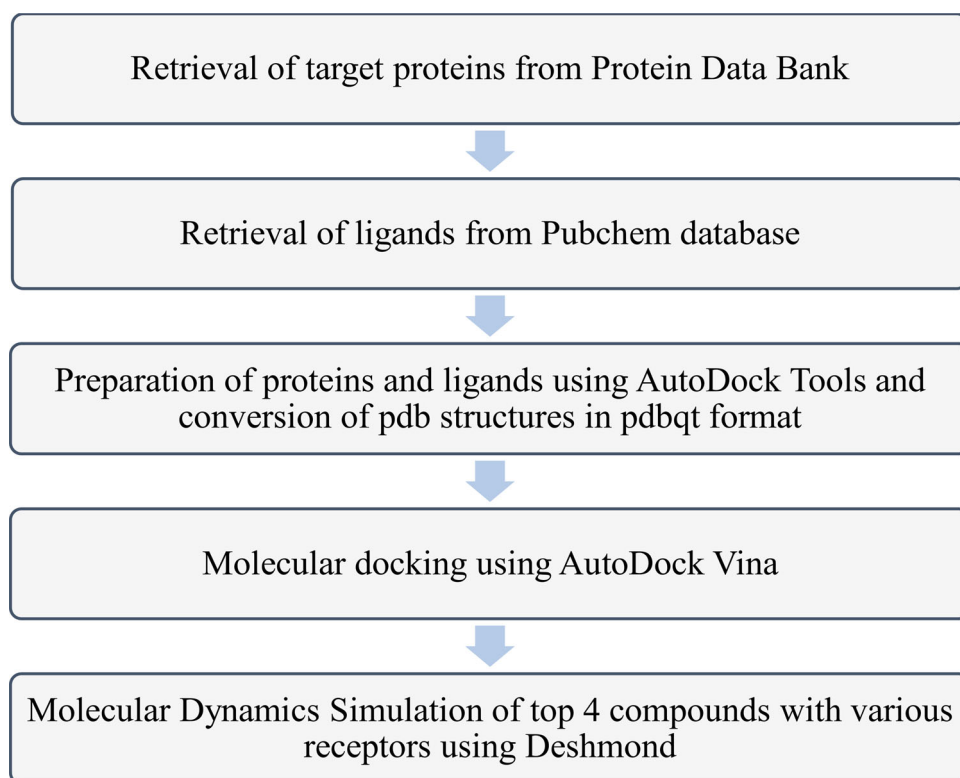 Retrieval of target proteins from Protein Data Bank
Retrieval of ligands from Pubchem database
Preparation of proteins and ligands using AutoDock Tools and
conversion of pdb structures in pdbqt format
Molecular docking using AutoDock Vina
Molecular Dynamics Simulation of top 4 compounds with various
receptors using Deshmond